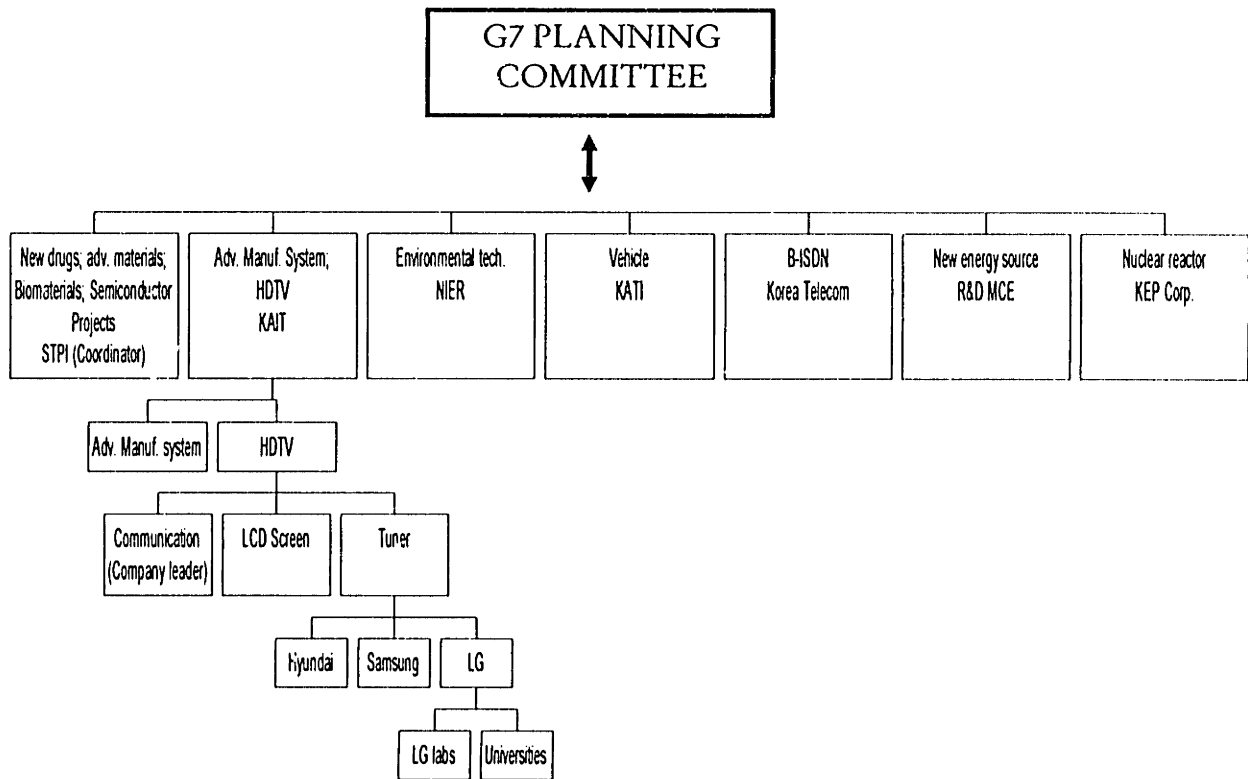 G7 PLANNING
COMMITTEE
New drugs; adv. materials;
Biomaterials; Semiconductor
Projects
STPI (Coordinator)
Adv. Manuf. System;
HDTV
KAIT
Environmental tech.
NIER
Vehicle
KATI
B-ISDN
Korea Telecom
New energy source
R&D MCE
Nuclear reactor
KEP Corp.
Adv. Manuf. system
HDTV
Communication
(Company leader)
LCD Screen
Tuner
Hyundai
Samsung
LG
LG labs
Universities